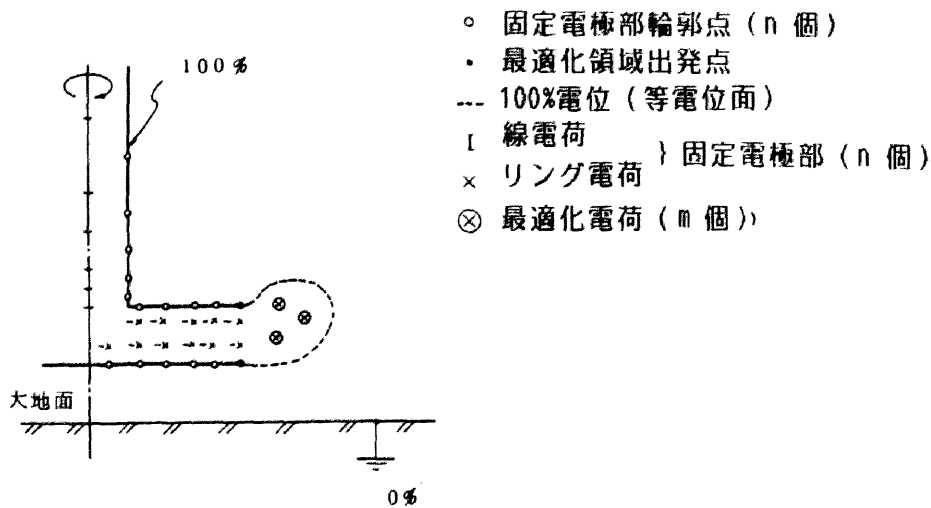 100%
大地面
0%
○ 固定電極部輪郭点 (n 個)
・ 最適化領域出発点
--- 100%電位 (等電位面)
I 線電荷
× リング電荷
} 固定電極部 (n 個)
⊗ 最適化電荷 (m 個)